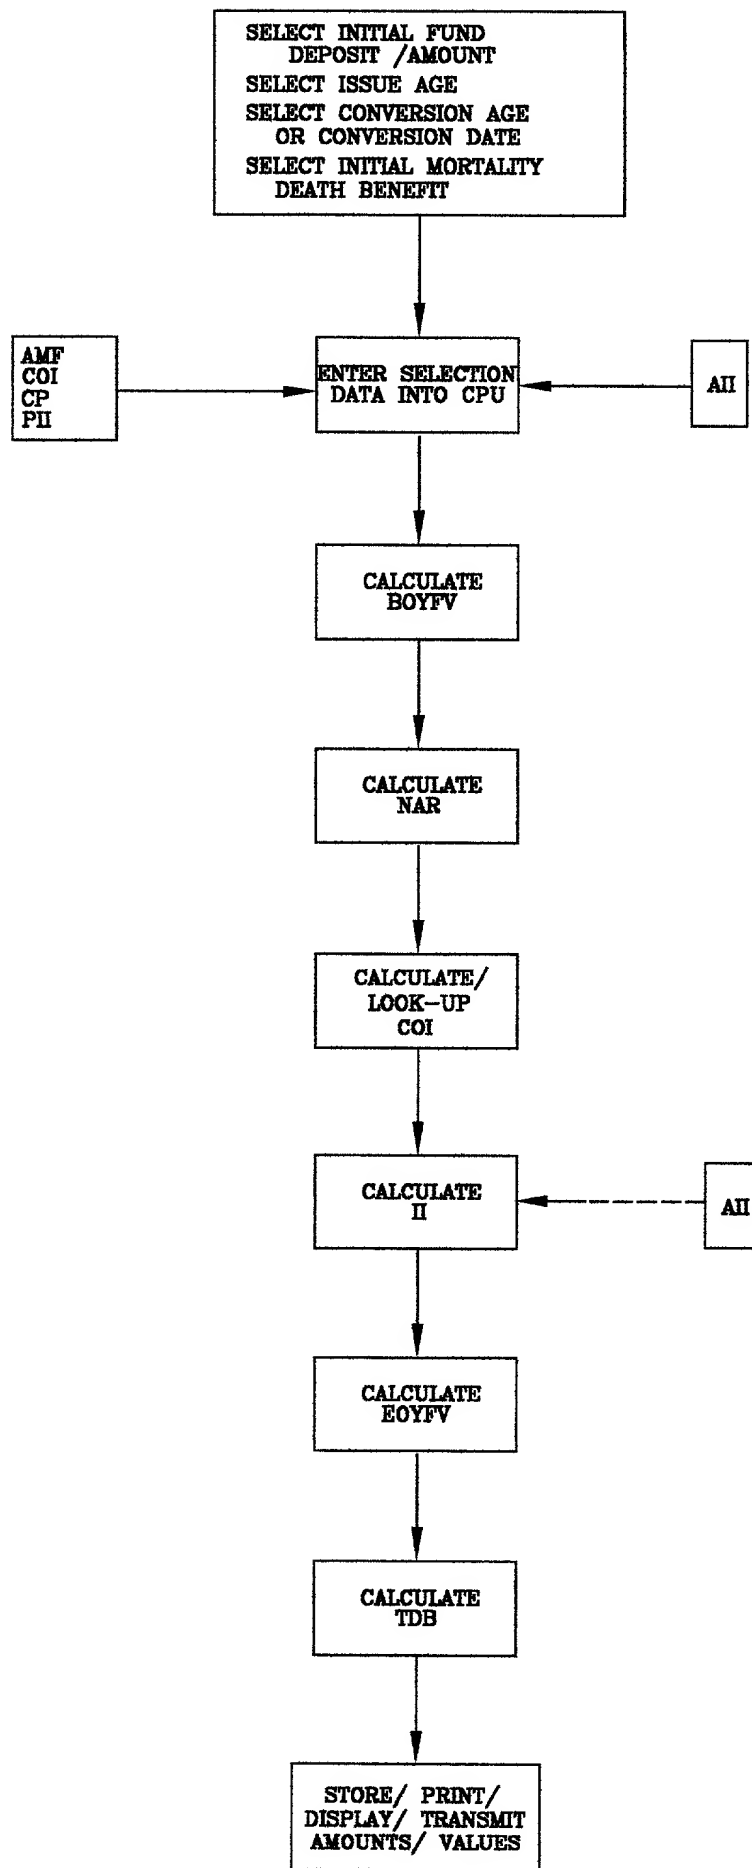 SELECT INITIAL FUND
DEPOSIT /AMOUNT
SELECT ISSUE AGE
SELECT CONVERSION AGE
OR CONVERSION DATE
SELECT INITIAL MORTALITY
DEATH BENEFIT
AMF
COI
CP
PII
ENTER SELECTION
DATA INTO CPU
AII
CALCULATE
BOYFV
CALCULATE
NAR
CALCULATE/
LOOK-UP
COI
CALCULATE
II
AII
CALCULATE
EOYFV
CALCULATE
TDB
STORE/ PRINT/
DISPLAY/ TRANSMIT
AMOUNTS/ VALUES